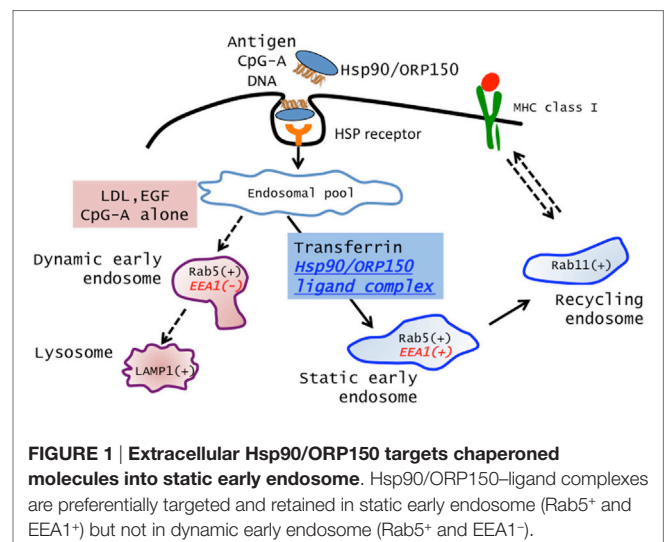 Antigen
CpG-A
DNA
Hsp90/ORP150
MHC class I
HSP receptor
LDL,EGF
CpG-A alone
Endosomal pool
Dynamic early
endosome
Rab5(+)
EEA1(-)
Transferrin
Hsp90/ORP150
ligand complex
Rab11(+)
Recycling
endosome
Lysosome
LAMP1(+)
Rab5(+)
EEA1(+)
Static early
endosome
FIGURE 1 | Extracellular Hsp90/ORP150 targets chaperoned
molecules into static early endosome. Hsp90/ORP150–ligand complexes
are preferentially targeted and retained in static early endosome (Rab5⁺ and
EEA1⁺) but not in dynamic early endosome (Rab5⁺ and EEA1⁻).